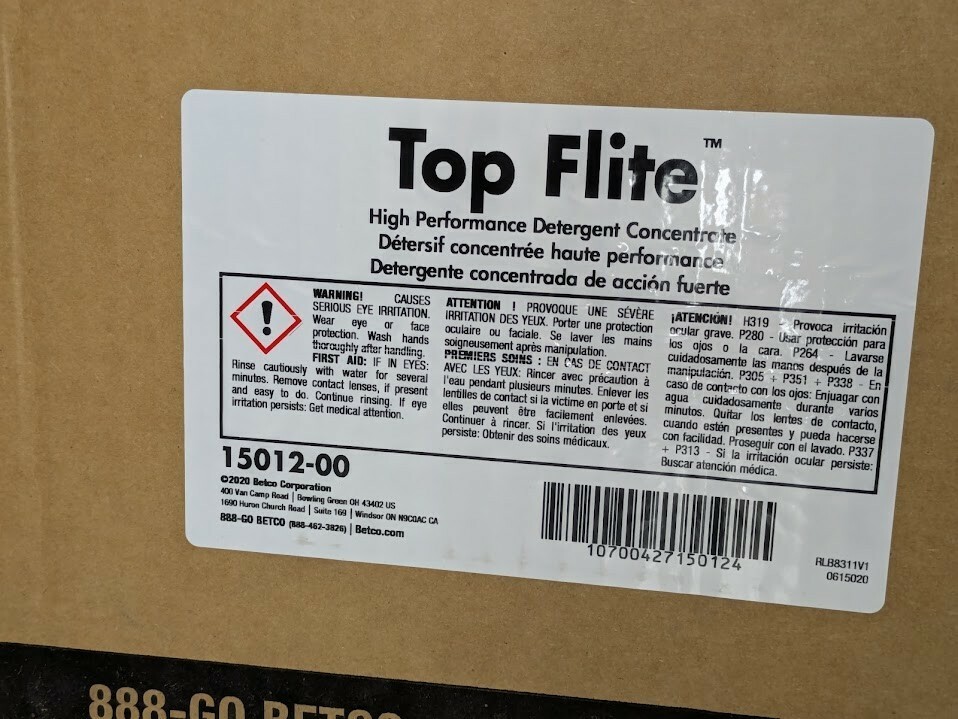 Top Flite™
High Performance Detergent Concentrate
Détersif concentrée haute performance
Detergente concentrada de acción fuerte
WARNING! CAUSES
SERIOUS EYE IRRITATION.
Wear eye or face
protection. Wash hands
thoroughly after handling.
FIRST AID: IF IN EYES:
Rinse cautiously with water for several
minutes. Remove contact lenses, if present
and easy to do. Continue rinsing. If eye
irritation persists: Get medical attention.
ATTENTION ! PROVOQUE UNE SÉVÈRE
IRRITATION DES YEUX. Porter une protection
oculaire ou faciale. Se laver les mains
soigneusement après manipulation.
PREMIERS SOINS : EN CAS DE CONTACT
AVEC LES YEUX: Rincer avec précaution à
l'eau pendant plusieurs minutes. Enlever les
lentilles de contact si la victime en porte et si
elles peuvent être facilement enlevées.
Continuer à rincer. Si l'irritation des yeux
persiste: Obtenir des soins médicaux.
¡ATENCIÓN! H319 - Provoca irritación
ocular grave. P280 - Usar protección para
los ojos o la cara. P264 - Lavarse
cuidadosamente las manos después de la
manipulación. P305 + P351 + P338 - En
caso de contacto con los ojos: Enjuagar con
agua cuidadosamente durante varios
minutos. Quitar los lentes de contacto,
cuando estén presentes y pueda hacerse
con facilidad. Proseguir con el lavado. P337
+ P313 - Si la irritación ocular persiste:
Buscar atención médica.
15012-00
©2020 Betco Corporation
400 Van Camp Road | Bowling Green OH 43402 US
1690 Huron Church Road | Suite 169 | Windsor ON N9C0AC CA
888-GO BETCO (888-462-3826) | Betco.com
10700427150124
RLB8311V1
0615020
888-GO BETCO